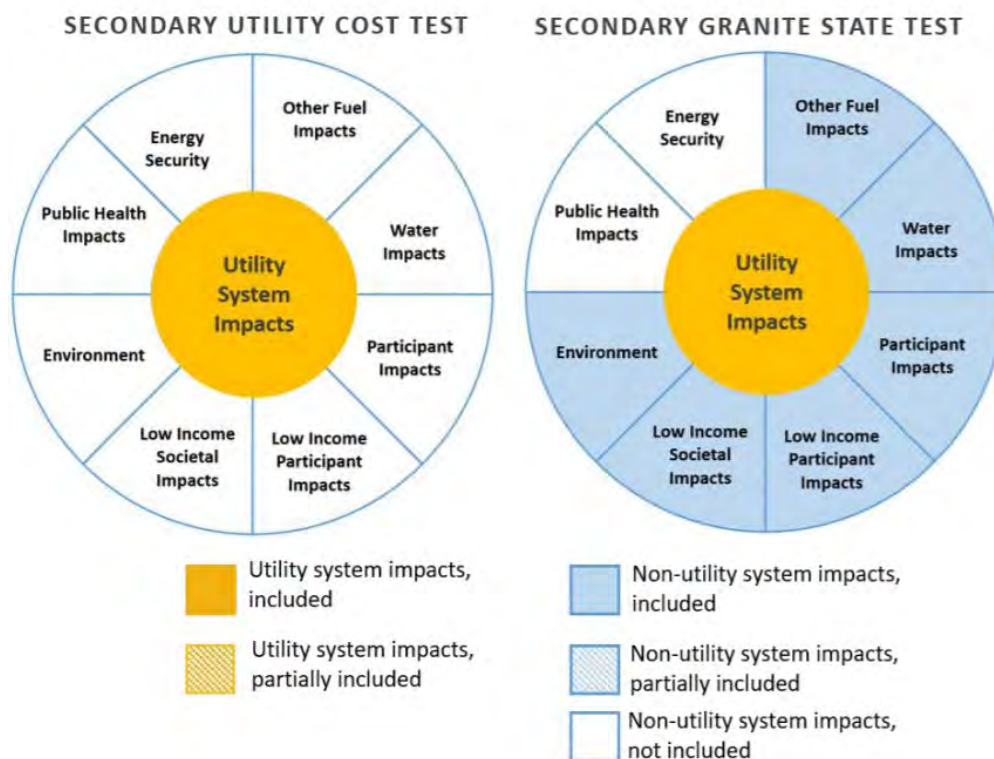 SECONDARY UTILITY COST TEST
Other Fuel
Impacts
Energy
Security
Public Health
Impacts
Water
Impacts
Utility
System
Impacts
Environment
Participant
Impacts
Low Income
Societal
Impacts
Low Income
Participant
Impacts
SECONDARY GRANITE STATE TEST
Other Fuel
Impacts
Energy
Security
Public Health
Impacts
Water
Impacts
Utility
System
Impacts
Environment
Participant
Impacts
Low Income
Societal
Impacts
Low Income
Participant
Impacts
Utility system impacts,
included
Utility system impacts,
partially included
Non-utility system impacts,
included
Non-utility system impacts,
partially included
Non-utility system impacts,
not included